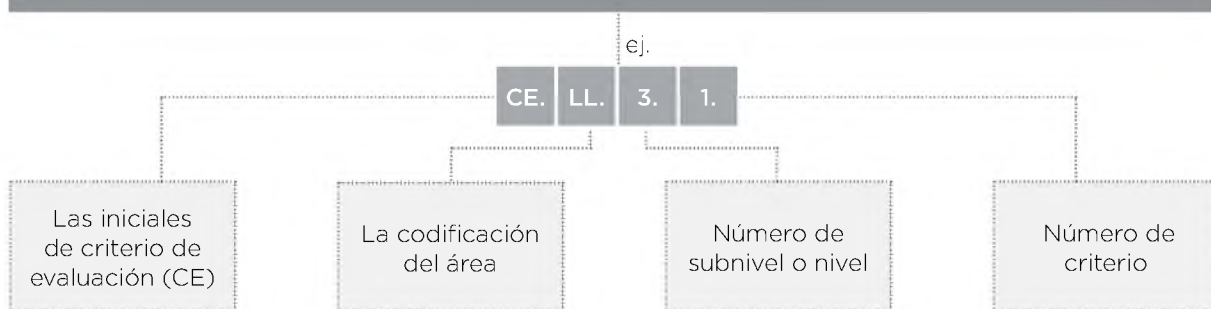 ej.
CE. LL. 3. 1.
Las iniciales
de criterio de
evaluación (CE)
La codificación
del área
Número de
subnivel o nivel
Número de
criterio